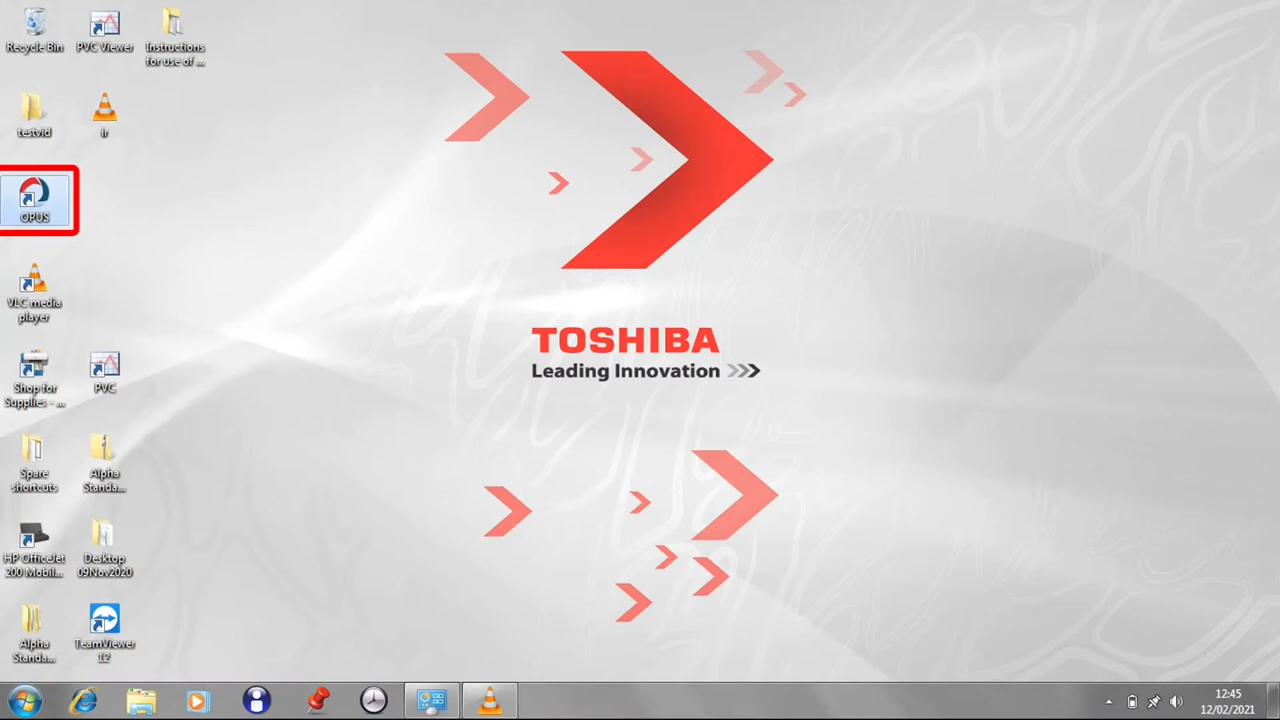 Recycle Bin
PVC Viewer
Instructions
for use of ...
testvid
ir
OPUS
VLC media
player
Shop for
Supplies - ...
PVC
Spare
shortcuts
Alpha
Standa...
HP OfficeJet
200 Mobil...
Desktop
09Nov2020
Alpha
Standa...
TeamViewer
12
TOSHIBA
Leading Innovation
12:45
12/02/2021